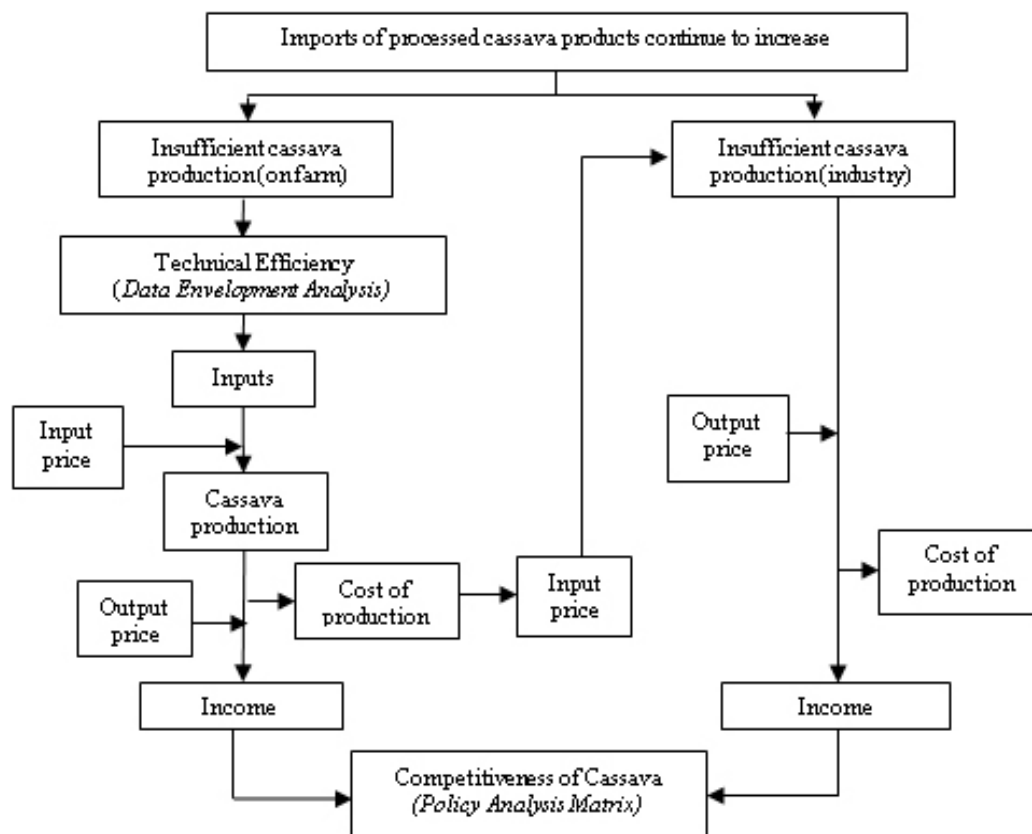 Imports of processed cassava products continue to increase
Insufficient cassava
production(onfarm)
Insufficient cassava
production(industry)
Technical Efficiency
(Data Envelopment Analysis)
Inputs
Input
price
Output
price
Cassava
production
Cost of
production
Input
price
Cost of
production
Output
price
Income
Income
Competitiveness of Cassava
(Policy Analysis Matrix)